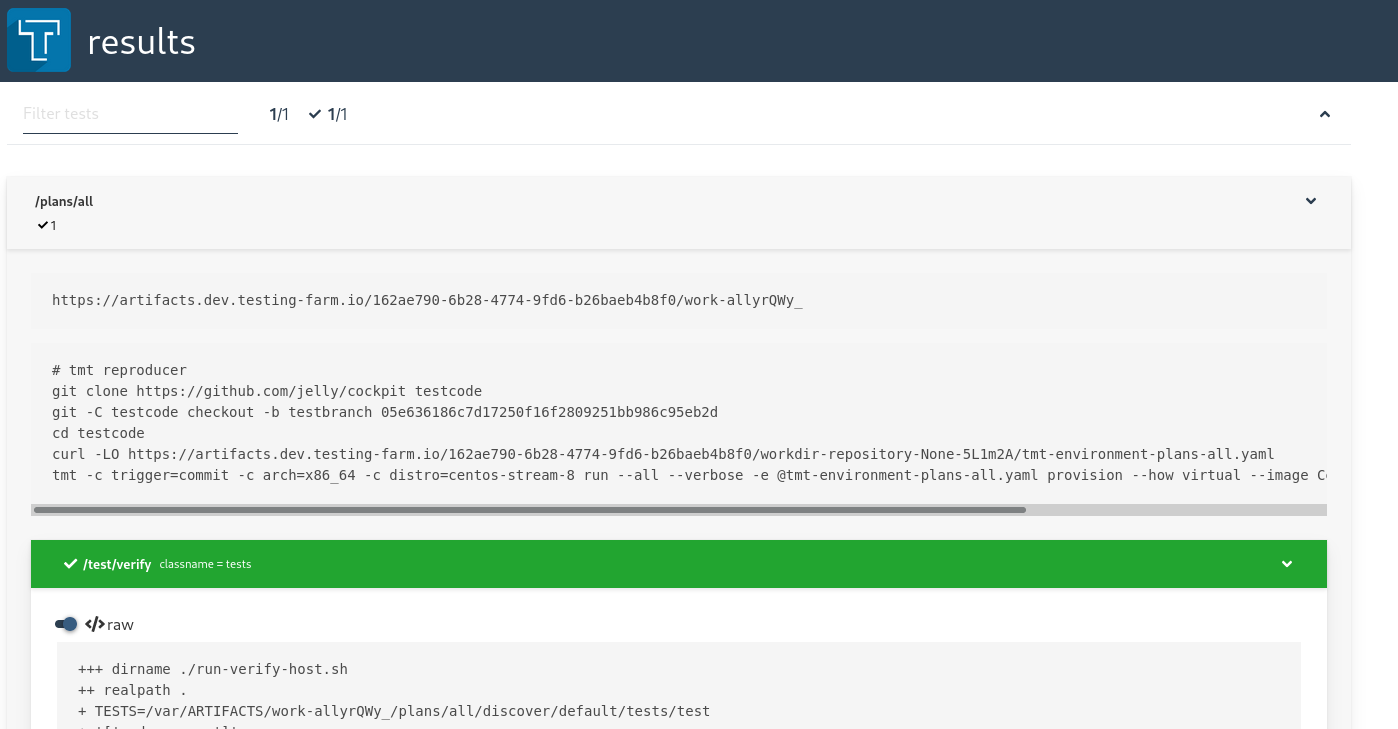 results
Filter tests 1/1 1/1
/plans/all
1
https://artifacts.dev.testing-farm.io/162ae790-6b28-4774-9fd6-b26baeb4b8f0/work-allyrQWy_
# tmt reproducer
git clone https://github.com/jelly/cockpit testcode
git -C testcode checkout -b testbranch 05e636186c7d17250f16f2809251bb986c95eb2d
cd testcode
curl -LO https://artifacts.dev.testing-farm.io/162ae790-6b28-4774-9fd6-b26baeb4b8f0/workdir-repository-None-5L1m2A/tmt-environment-plans-all.yaml
tmt -c trigger=commit -c arch=x86_64 -c distro=centos-stream-8 run --all --verbose -e @tmt-environment-plans-all.yaml provision --how virtual --image
/test/verify classname = tests
</> raw
+++ dirname ./run-verify-host.sh
++ realpath .
+ TESTS=/var/ARTIFACTS/work-allyrQWy_/plans/all/discover/default/tests/test